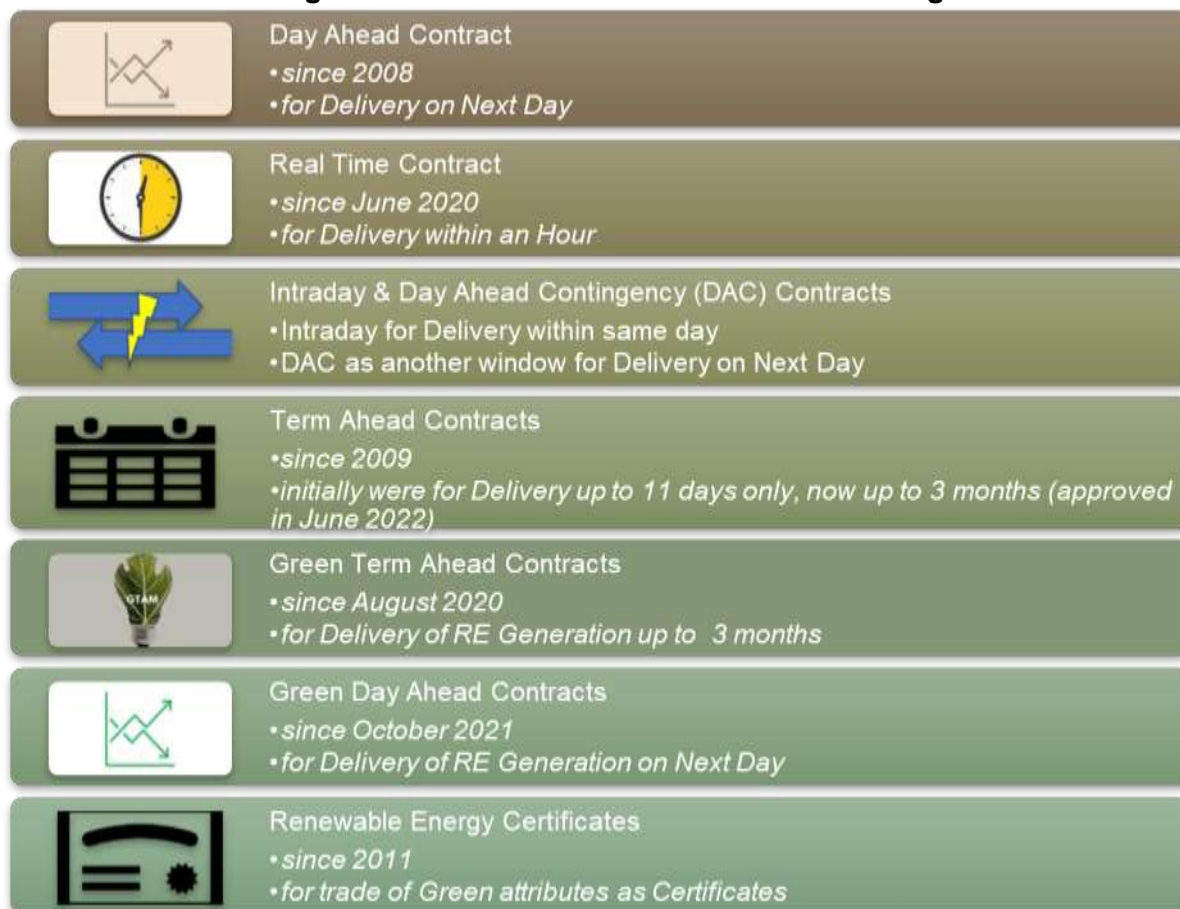 Day Ahead Contract
•since 2008
•for Delivery on Next Day
Real Time Contract
•since June 2020
•for Delivery within an Hour
Intraday & Day Ahead Contingency (DAC) Contracts
•Intraday for Delivery within same day
•DAC as another window for Delivery on Next Day
Term Ahead Contracts
•since 2009
•initially were for Delivery up to 11 days only, now up to 3 months (approved
in June 2022)
GTAM
Green Term Ahead Contracts
•since August 2020
•for Delivery of RE Generation up to 3 months
Green Day Ahead Contracts
•since October 2021
•for Delivery of RE Generation on Next Day
Renewable Energy Certificates
•since 2011
•for trade of Green attributes as Certificates